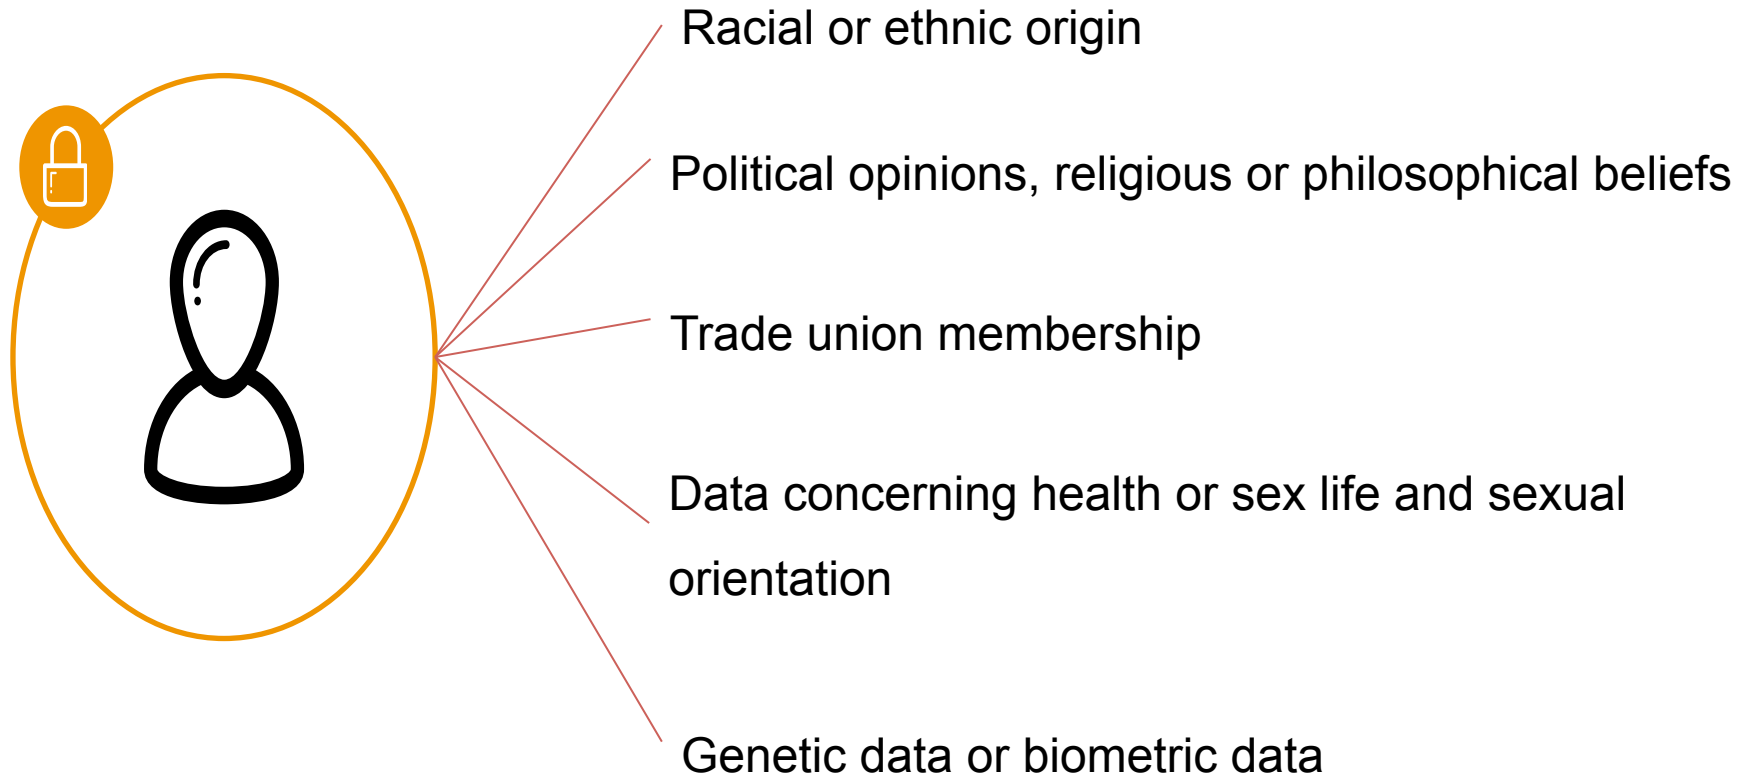 Racial or ethnic origin
Political opinions, religious or philosophical beliefs
Trade union membership
Data concerning health or sex life and sexual
orientation
Genetic data or biometric data